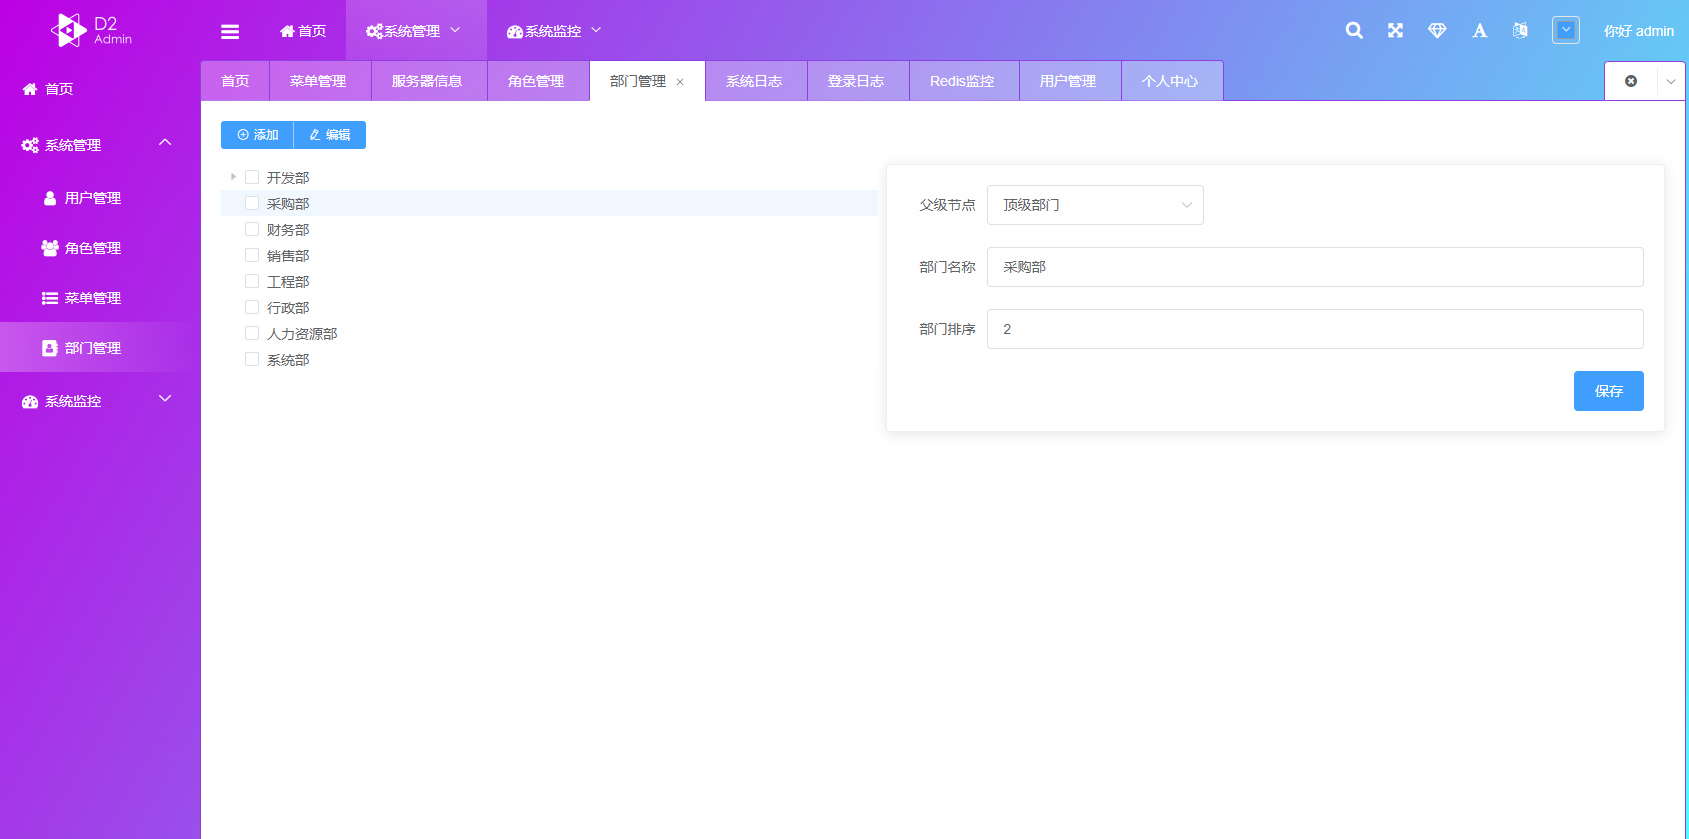 D2
Admin
首页
系统管理
系统监控
你好 admin
首页
菜单管理
服务器信息
角色管理
部门管理
系统日志
登录日志
Redis监控
用户管理
个人中心
首页
系统管理
用户管理
角色管理
菜单管理
部门管理
系统监控
添加
编辑
开发部
采购部
财务部
销售部
工程部
行政部
人力资源部
系统部
父级节点
顶级部门
部门名称
采购部
部门排序
2
保存